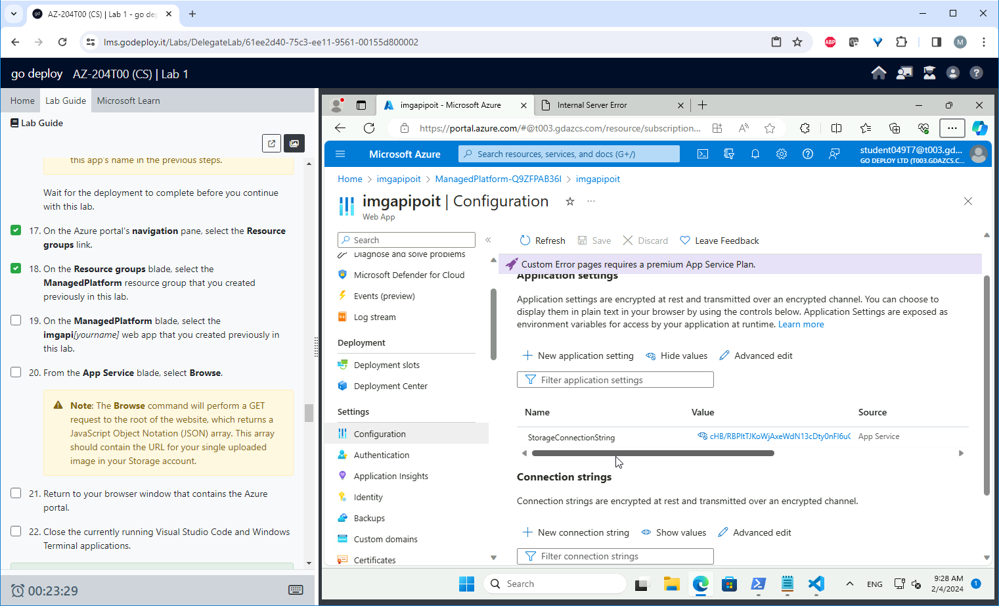 AZ-204T00 (CS) | Lab 1 - go dep
lms.godeploy.it/Labs/DelegateLab/61ee2d40-75c3-ee11-9561-00155d800002
ABP
M
go deploy AZ-204T00 (CS) | Lab 1
Home Lab Guide Microsoft Learn
Lab Guide
this app's name in the previous steps.
Wait for the deployment to complete before you continue
with this lab.
17. On the Azure portal's navigation pane, select the Resource
groups link.
18. On the Resource groups blade, select the
ManagedPlatform resource group that you created
previously in this lab.
19. On the ManagedPlatform blade, select the
imgapi[yourname] web app that you created previously in
this lab.
20. From the App Service blade, select Browse.
Note: The Browse command will perform a GET
request to the root of the website, which returns a
JavaScript Object Notation (JSON) array. This array
should contain the URL for your single uploaded
image in your Storage account.
21. Return to your browser window that contains the Azure
portal.
22. Close the currently running Visual Studio Code and Windows
Terminal applications.
00:23:29
imgapipoit - Microsoft Azure
Internal Server Error
https://portal.azure.com/#@t003.gdazcs.com/resource/subscription...
Microsoft Azure
Search resources, services, and docs (G+/)
student049T7@t003.gd...
GO DEPLOY LTD (T003.GDAZCS.C...
Home > imgapipoit > ManagedPlatform-Q9ZFPAB36I > imgapipoit
imgapipoit | Configuration
Web App
Search
Diagnose and solve problems
Microsoft Defender for Cloud
Events (preview)
Log stream
Deployment
Deployment slots
Deployment Center
Settings
Configuration
Authentication
Application Insights
Identity
Backups
Custom domains
Certificates
Refresh Save Discard Leave Feedback
Custom Error pages requires a premium App Service Plan.
Application settings
Application settings are encrypted at rest and transmitted over an encrypted channel. You can choose to
display them in plain text in your browser by using the controls below. Application Settings are exposed as
environment variables for access by your application at runtime. Learn more
New application setting Hide values Advanced edit
Filter application settings
Name Value Source
StorageConnectionString cHB/RBPItTJKoWjAxeWdN13cDty0nFI6u App Service
Connection strings
Connection strings are encrypted at rest and transmitted over an encrypted channel.
New connection string Show values Advanced edit
Filter connection strings
Search
ENG
9:28 AM
2/4/2024
1